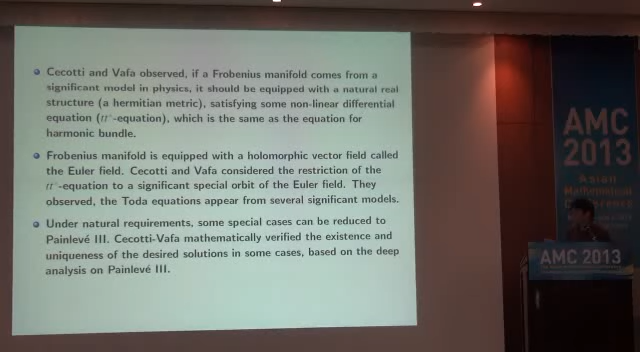 Cecotti and Vafa observed, if a Frobenius manifold comes from a
significant model in physics, it should be equipped with a natural real
structure (a hermitian metric), satisfying some non-linear differential
equation (tt*-equation), which is the same as the equation for
harmonic bundle.
Frobenius manifold is equipped with a holomorphic vector field called
the Euler field. Cecotti and Vafa considered the restriction of the
tt*-equation to a significant special orbit of the Euler field. They
observed, the Toda equations appear from several significant models.
Under natural requirements, some special cases can be reduced to
Painlevé III. Cecotti-Vafa mathematically verified the existence and
uniqueness of the desired solutions in some cases, based on the deep
analysis on Painlevé III.
AMC
2013
Asian
Mathematical
Conference
AMC 2013